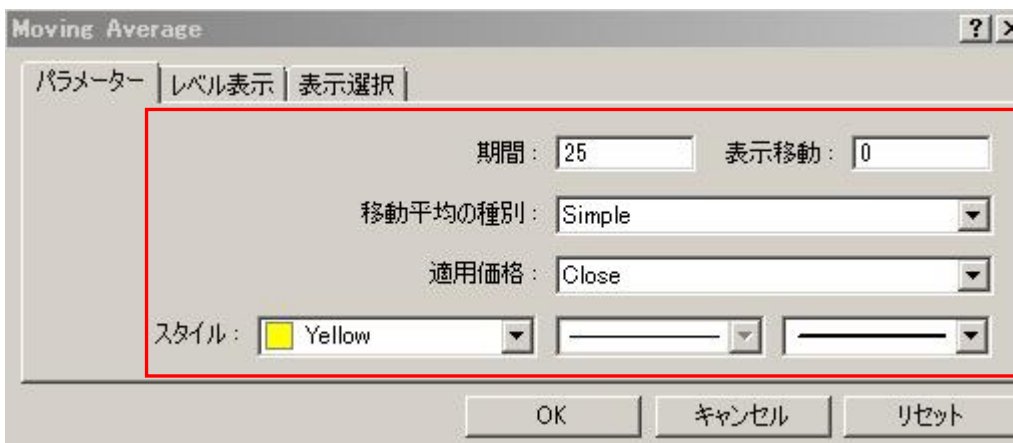 Moving Average
パラメーター レベル表示 表示選択
期間: 25 表示移動: 0
移動平均の種別: Simple
適用価格: Close
スタイル: Yellow
OK キャンセル リセット